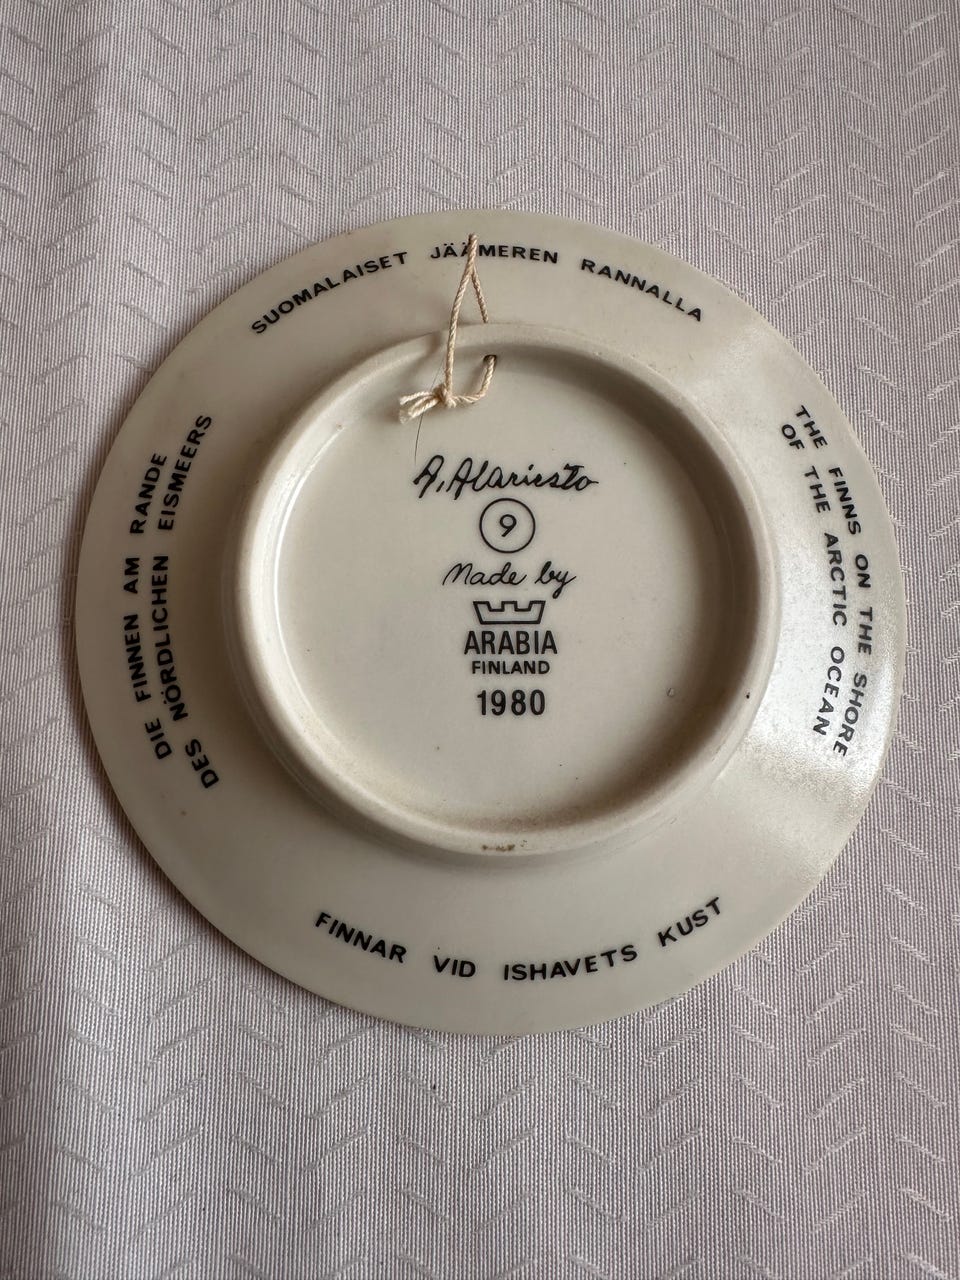 SUOMALAISET JÄÄMEREN RANNALLA
THE FINNS ON THE SHORE
OF THE ARCTIC OCEAN
FINNAR VID ISHAVETS KUST
DIE FINNEN AM RANDE
DES NÖRDLICHEN EISMEERS
A. Alariesto
9
Made by
ARABIA
FINLAND
1980